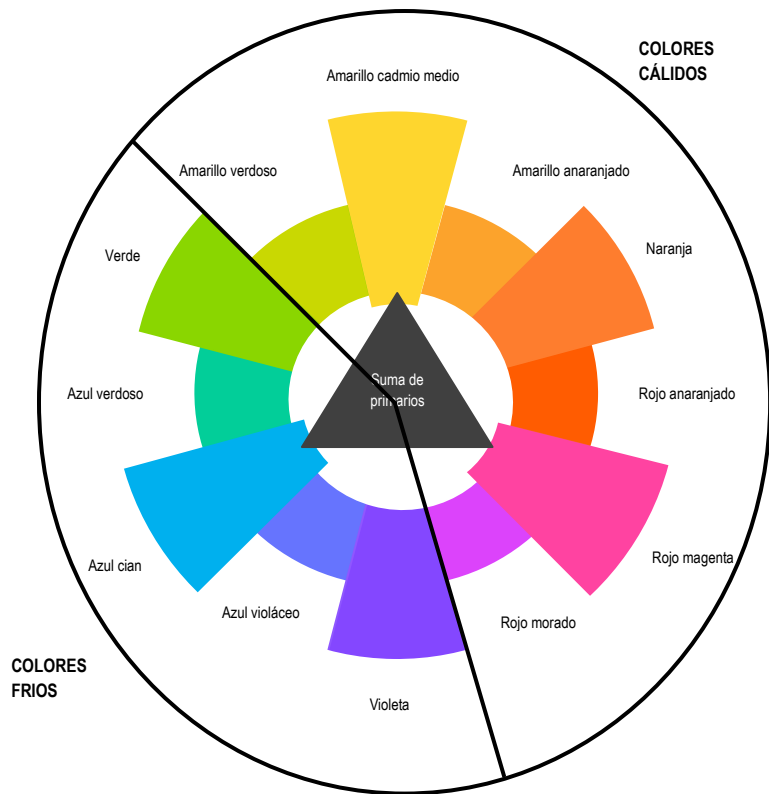 COLORES
CÁLIDOS
Amarillo cadmio medio
Amarillo verdoso
Amarillo anaranjado
Verde
Naranja
Suma de
primarios
Azul verdoso
Rojo anaranjado
Azul cian
Rojo magenta
Azul violáceo
Rojo morado
COLORES
FRIOS
Violeta